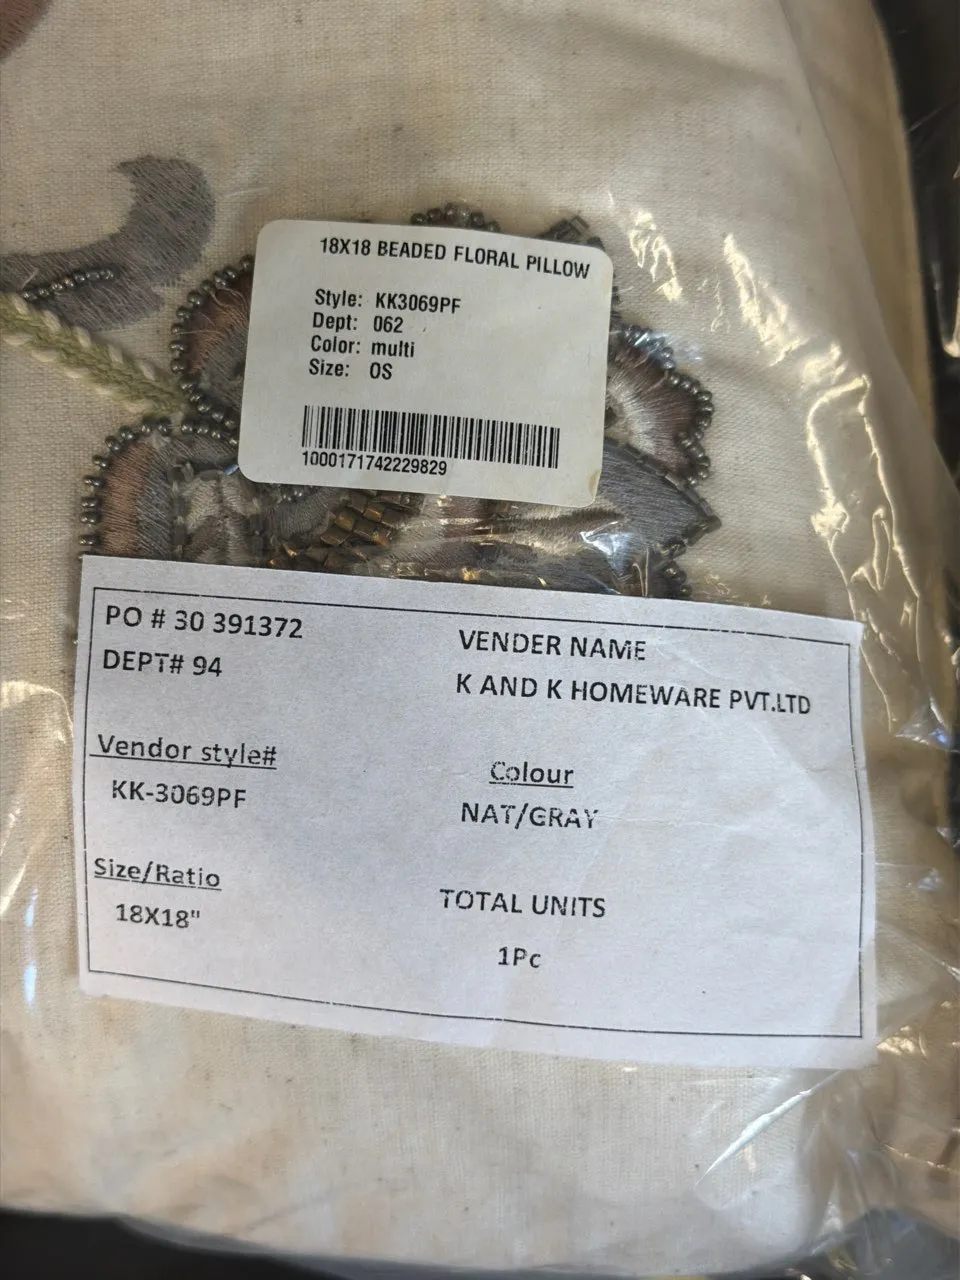 18X18 BEADED FLORAL PILLOW
Style: KK3069PF
Dept: 062
Color: multi
Size: OS
1000171742229829
PO # 30 391372
DEPT# 94
VENDER NAME
K AND K HOMEWARE PVT.LTD
Vendor style#
KK-3069PF
Colour
NAT/GRAY
Size/Ratio
18X18"
TOTAL UNITS
1Pc